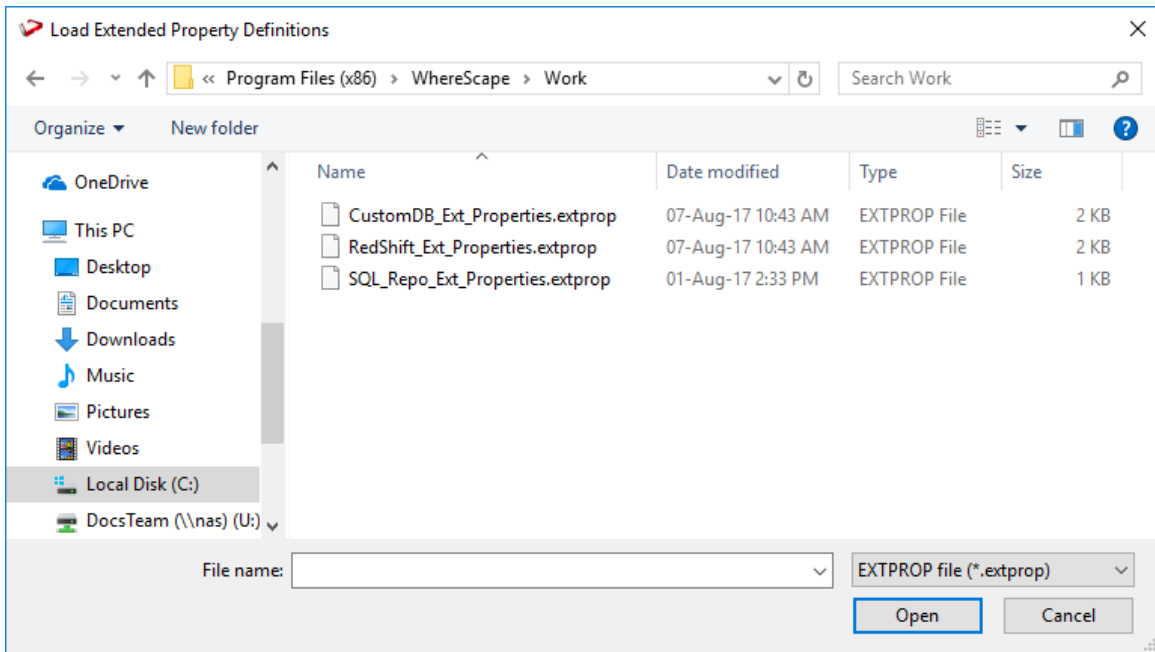 Load Extended Property Definitions
« Program Files (x86) > WhereScape > Work
Search Work
Organize
New folder
?
Name Date modified Type Size
CustomDB_Ext_Properties.extprop 07-Aug-17 10:43 AM EXTPROP File 2 KB
RedShift_Ext_Properties.extprop 07-Aug-17 10:43 AM EXTPROP File 2 KB
SQL_Repo_Ext_Properties.extprop 01-Aug-17 2:33 PM EXTPROP File 1 KB
OneDrive
This PC
Desktop
Documents
Downloads
Music
Pictures
Videos
Local Disk (C:)
DocsTeam (\\nas) (U:)
File name:
EXTPROP file (*.extprop)
Open
Cancel